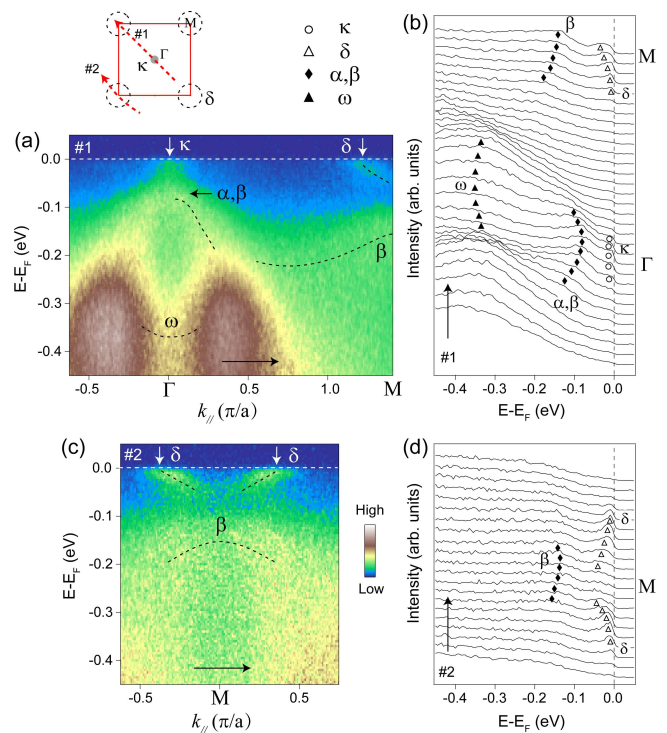 #1
M
Γ
κ
#2
δ
κ
δ
α,β
ω
(a)
#1
κ
δ
α,β
β
ω
E-E_F (eV)
0.0
-0.1
-0.2
-0.3
-0.4
-0.5
Γ
0.5
1.0
M
k_// (π/a)
(b)
β
M
δ
ω
κ
Γ
α,β
#1
Intensity (arb. units)
-0.4
-0.3
-0.2
-0.1
0.0
E-E_F (eV)
(c)
#2
δ
δ
β
E-E_F (eV)
0.0
-0.1
-0.2
-0.3
-0.4
-0.5
M
0.5
k_// (π/a)
High
Low
(d)
δ
β
M
δ
#2
Intensity (arb. units)
-0.4
-0.3
-0.2
-0.1
0.0
E-E_F (eV)